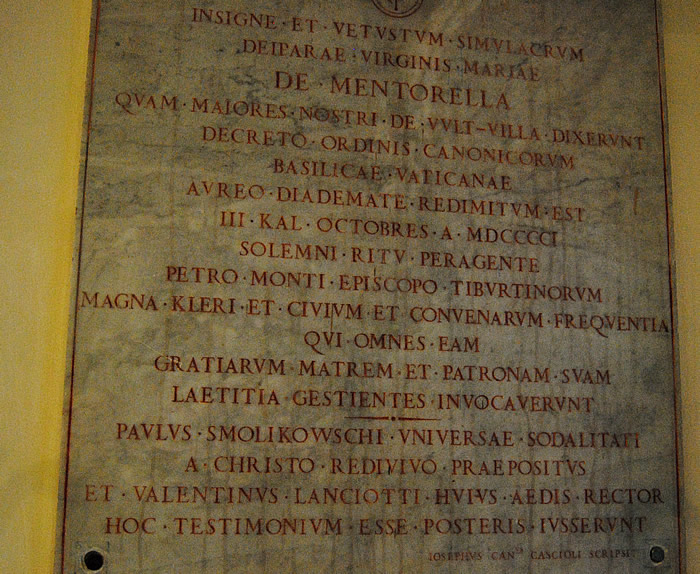 INSIGNE · ET · VETVSTVM · SIMVLACRVM
DEIPARAE · VIRGINIS · MARIAE
DE · MENTORELLA
QVAM · MAIORES · NOSTRI · DE · VVLT-VILLA · DIXERVNT
DECRETO · ORDINIS · CANONICORVM
BASILICAE · VATICANAE
AVREO · DIADEMATE · REDIMITVM · EST
III · KAL · OCTOBRES · A · MDCCCCI
SOLEMNI · RITV · PERAGENTE
PETRO · MONTI · EPISCOPO · TIBVRTINORVM
MAGNA · KLERI · ET · CIVIVM · ET · CONVENARVM · FREQVENTIA
QVI · OMNES · EAM
GRATIARVM · MATREM · ET · PATRONAM · SVAM
LAETITIA · GESTIENTES · INVOCAVERVNT
PAVLVS · SMOLIKOWSCHI · VNIVERSAE · SODALITATI
A · CHRISTO · REDIVIVO · PRAEPOSITVS
ET · VALENTINVS · LANCIOTTI · HVIVS · AEDIS · RECTOR
HOC · TESTIMONIVM · ESSE · POSTERIS · IVSSERVNT
IOSEPHVS CAN.cs CASCIOLI SCRIPSIT